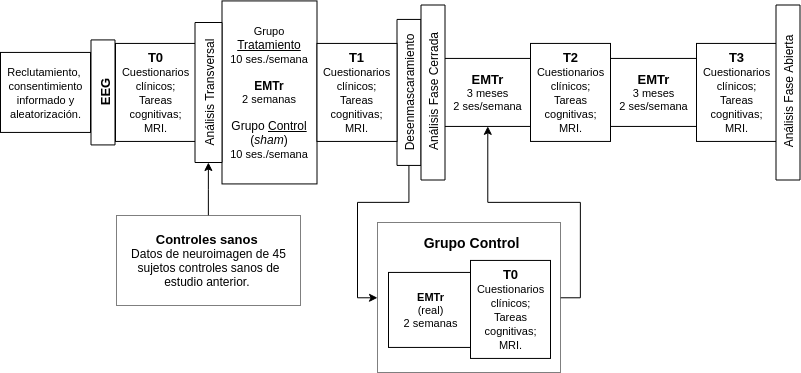 Reclutamiento,
consentimiento
informado y
aleatorización.
EEG
T0
Cuestionarios
clínicos;
Tareas
cognitivas;
MRI.
Análisis Transversal
Grupo
Tratamiento
10 ses./semana
EMTr
2 semanas
Grupo Control
(sham)
10 ses./semana
T1
Cuestionarios
clínicos;
Tareas
cognitivas;
MRI.
Desenmascaramiento
Análisis Fase Cerrada
EMTr
3 meses
2 ses/semana
T2
Cuestionarios
clínicos;
Tareas
cognitivas;
MRI.
EMTr
3 meses
2 ses/semana
T3
Cuestionarios
clínicos;
Tareas
cognitivas;
MRI.
Análisis Fase Abierta
Controles sanos
Datos de neuroimagen de 45
sujetos controles sanos de
estudio anterior.
Grupo Control
EMTr
(real)
2 semanas
T0
Cuestionarios
clínicos;
Tareas
cognitivas;
MRI.